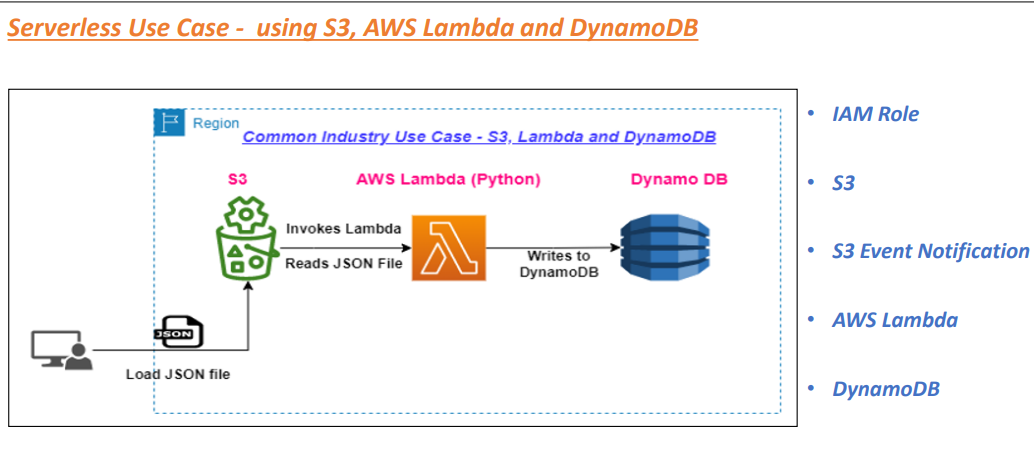 Serverless Use Case - using S3, AWS Lambda and DynamoDB
Region
Common Industry Use Case - S3, Lambda and DynamoDB
S3
AWS Lambda (Python)
Dynamo DB
Invokes Lambda
Reads JSON File
Writes to
DynamoDB
JSON
Load JSON file
• IAM Role
• S3
• S3 Event Notification
• AWS Lambda
• DynamoDB